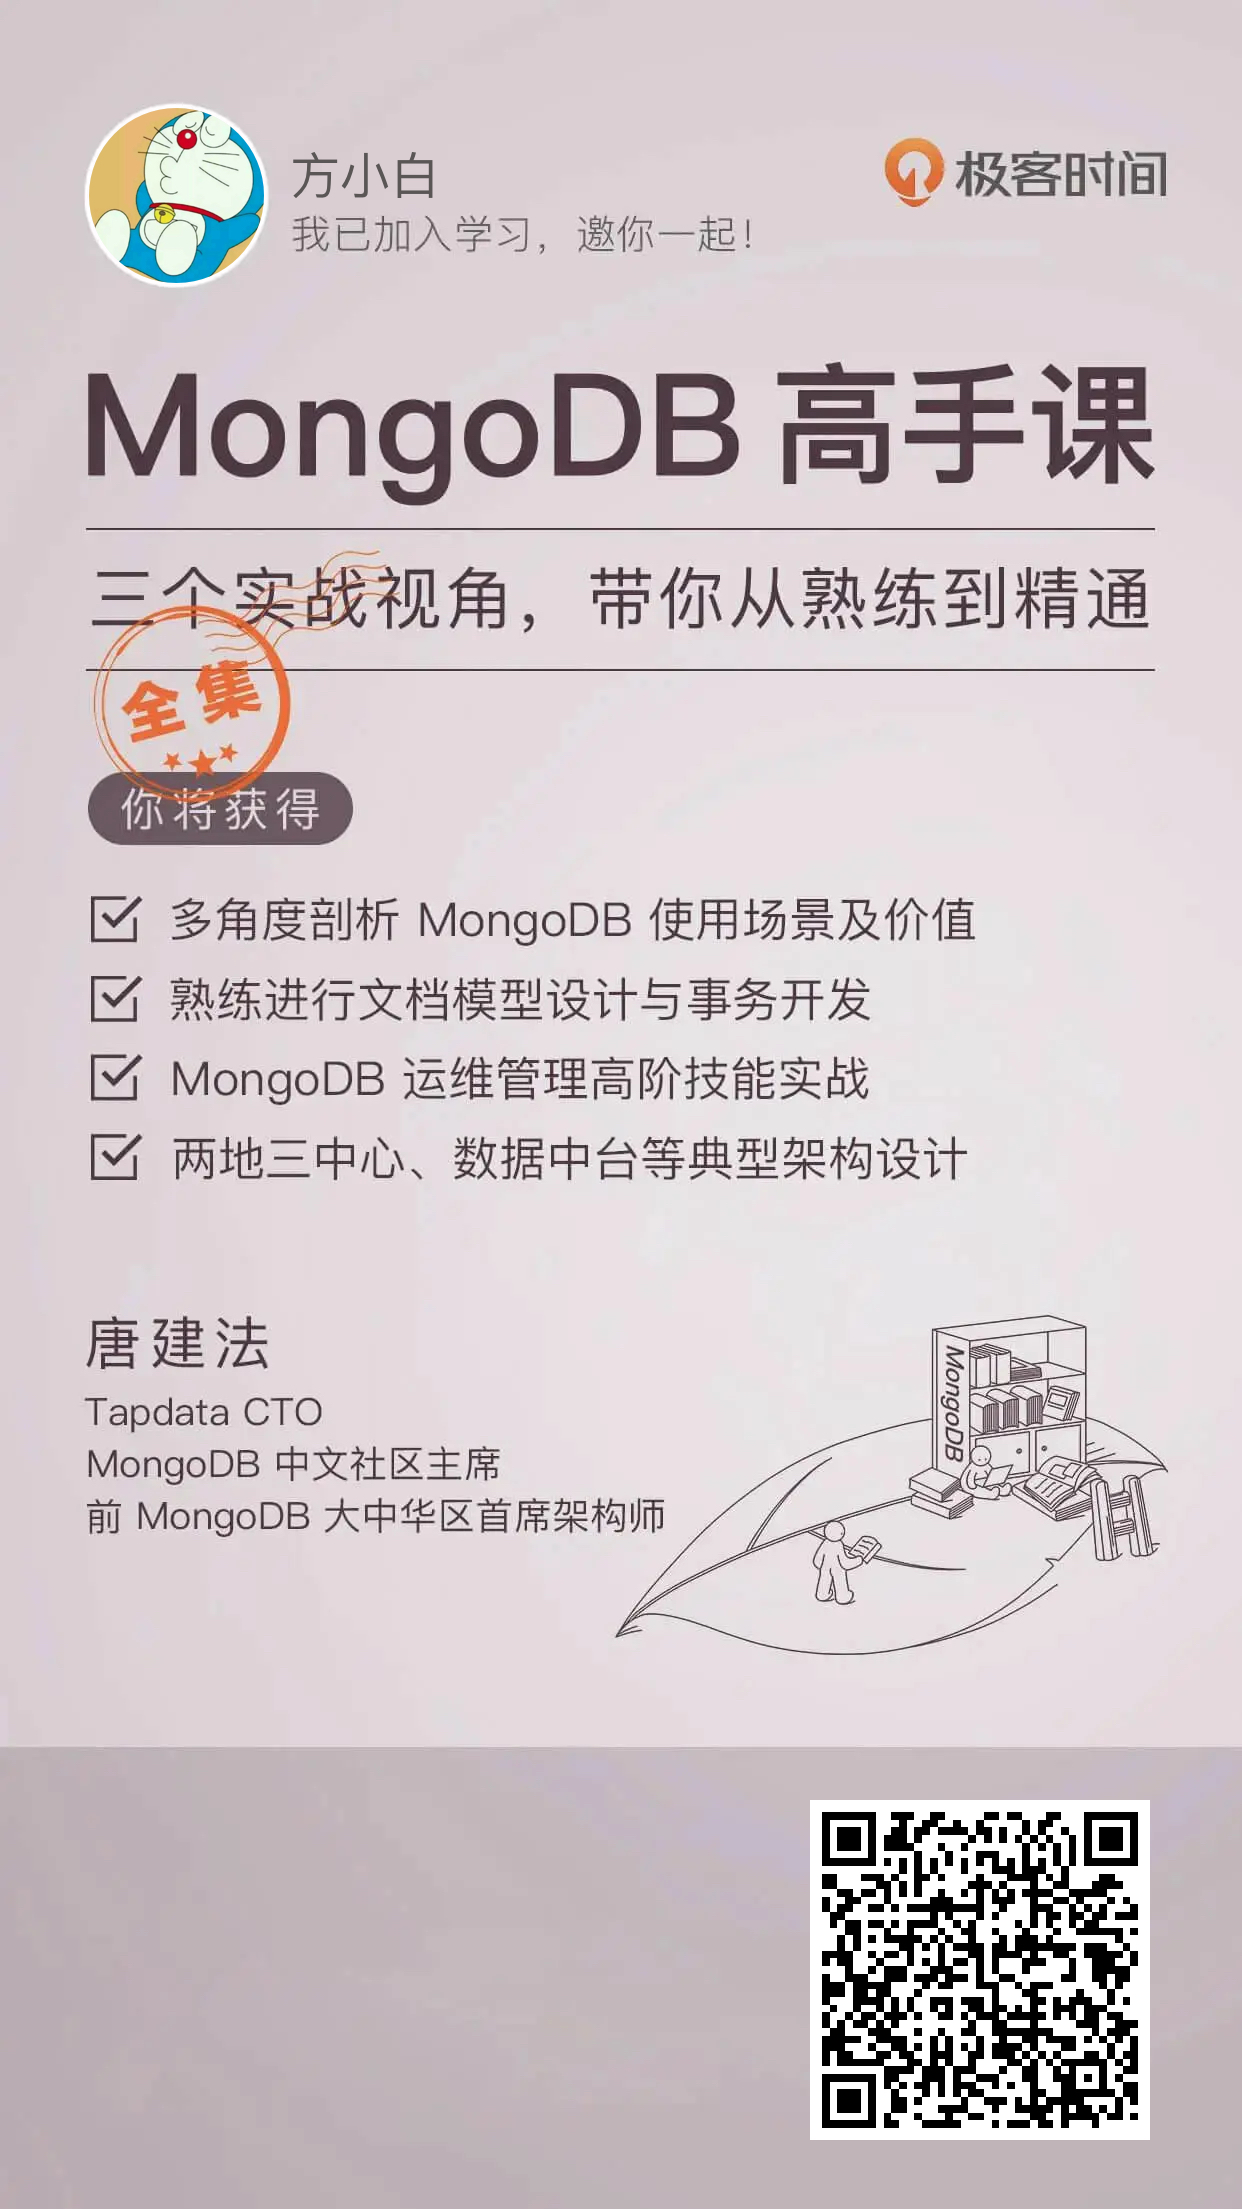 方小白
我已加入学习，邀你一起！
极客时间
MongoDB 高手课
三个实战视角，带你从熟练到精通
全集
你将获得
多角度剖析 MongoDB 使用场景及价值
熟练进行文档模型设计与事务开发
MongoDB 运维管理高阶技能实战
两地三中心、数据中台等典型架构设计
唐建法
Tapdata CTO
MongoDB 中文社区主席
前 MongoDB 大中华区首席架构师
MongoDB